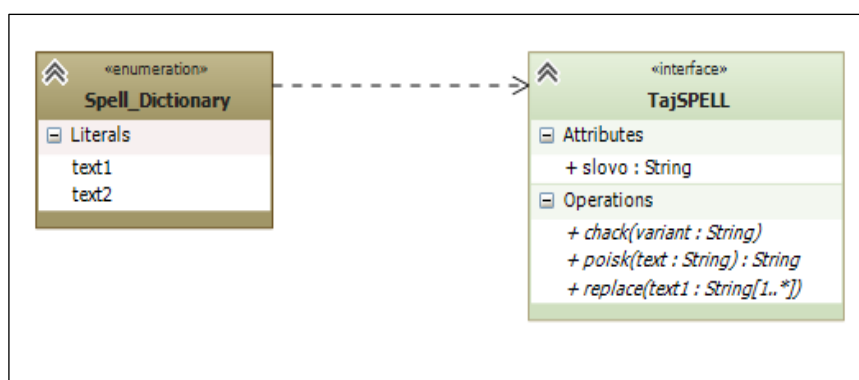 «enumeration»
Spell_Dictionary
Literals
text1
text2
«interface»
TajSPELL
Attributes
+ slovo : String
Operations
+ chack(variant : String)
+ poisk(text : String) : String
+ replace(text1 : String[1..*])